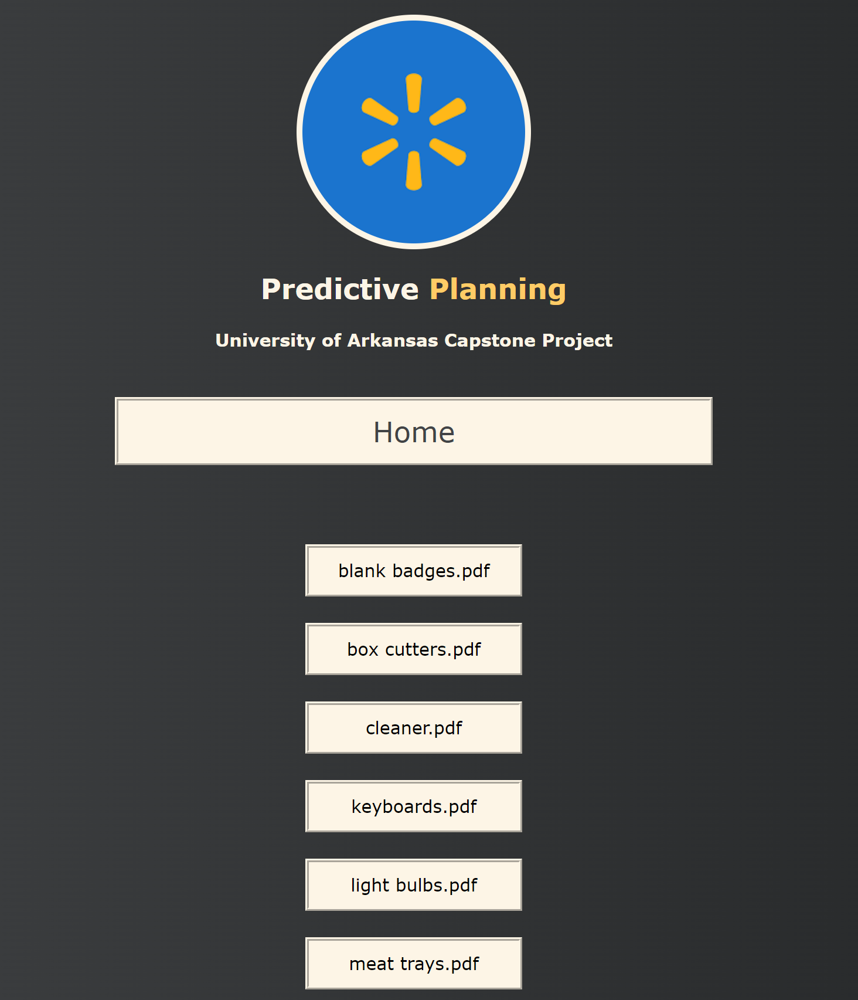 Predictive Planning
University of Arkansas Capstone Project
Home
blank badges.pdf
box cutters.pdf
cleaner.pdf
keyboards.pdf
light bulbs.pdf
meat trays.pdf